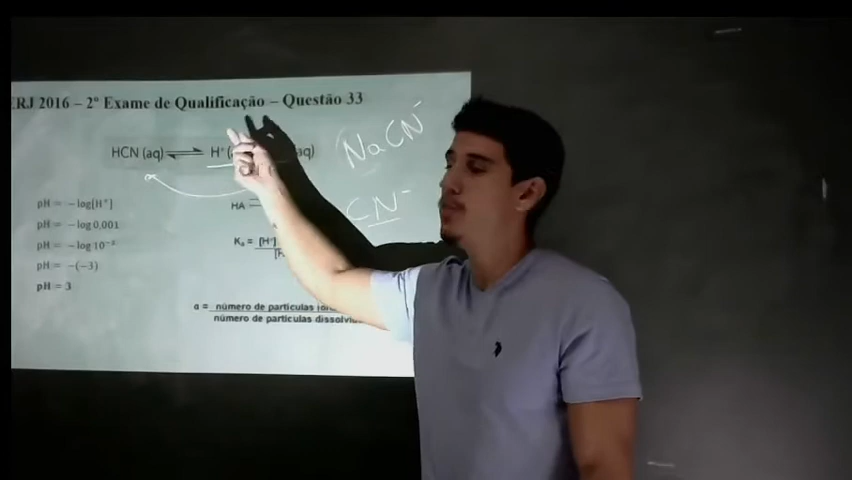 ERJ 2016 – 2º Exame de Qualificação – Questão 33
HCN (aq) ⇌ H⁺( aq)
NaCN⁻
CN⁻
pH = −log[H⁺]
pH = −log 0,001
pH = −log 10⁻³
pH = −(−3)
pH = 3
HA
Kₐ = [H⁺]
α = número de partículas
número de partículas